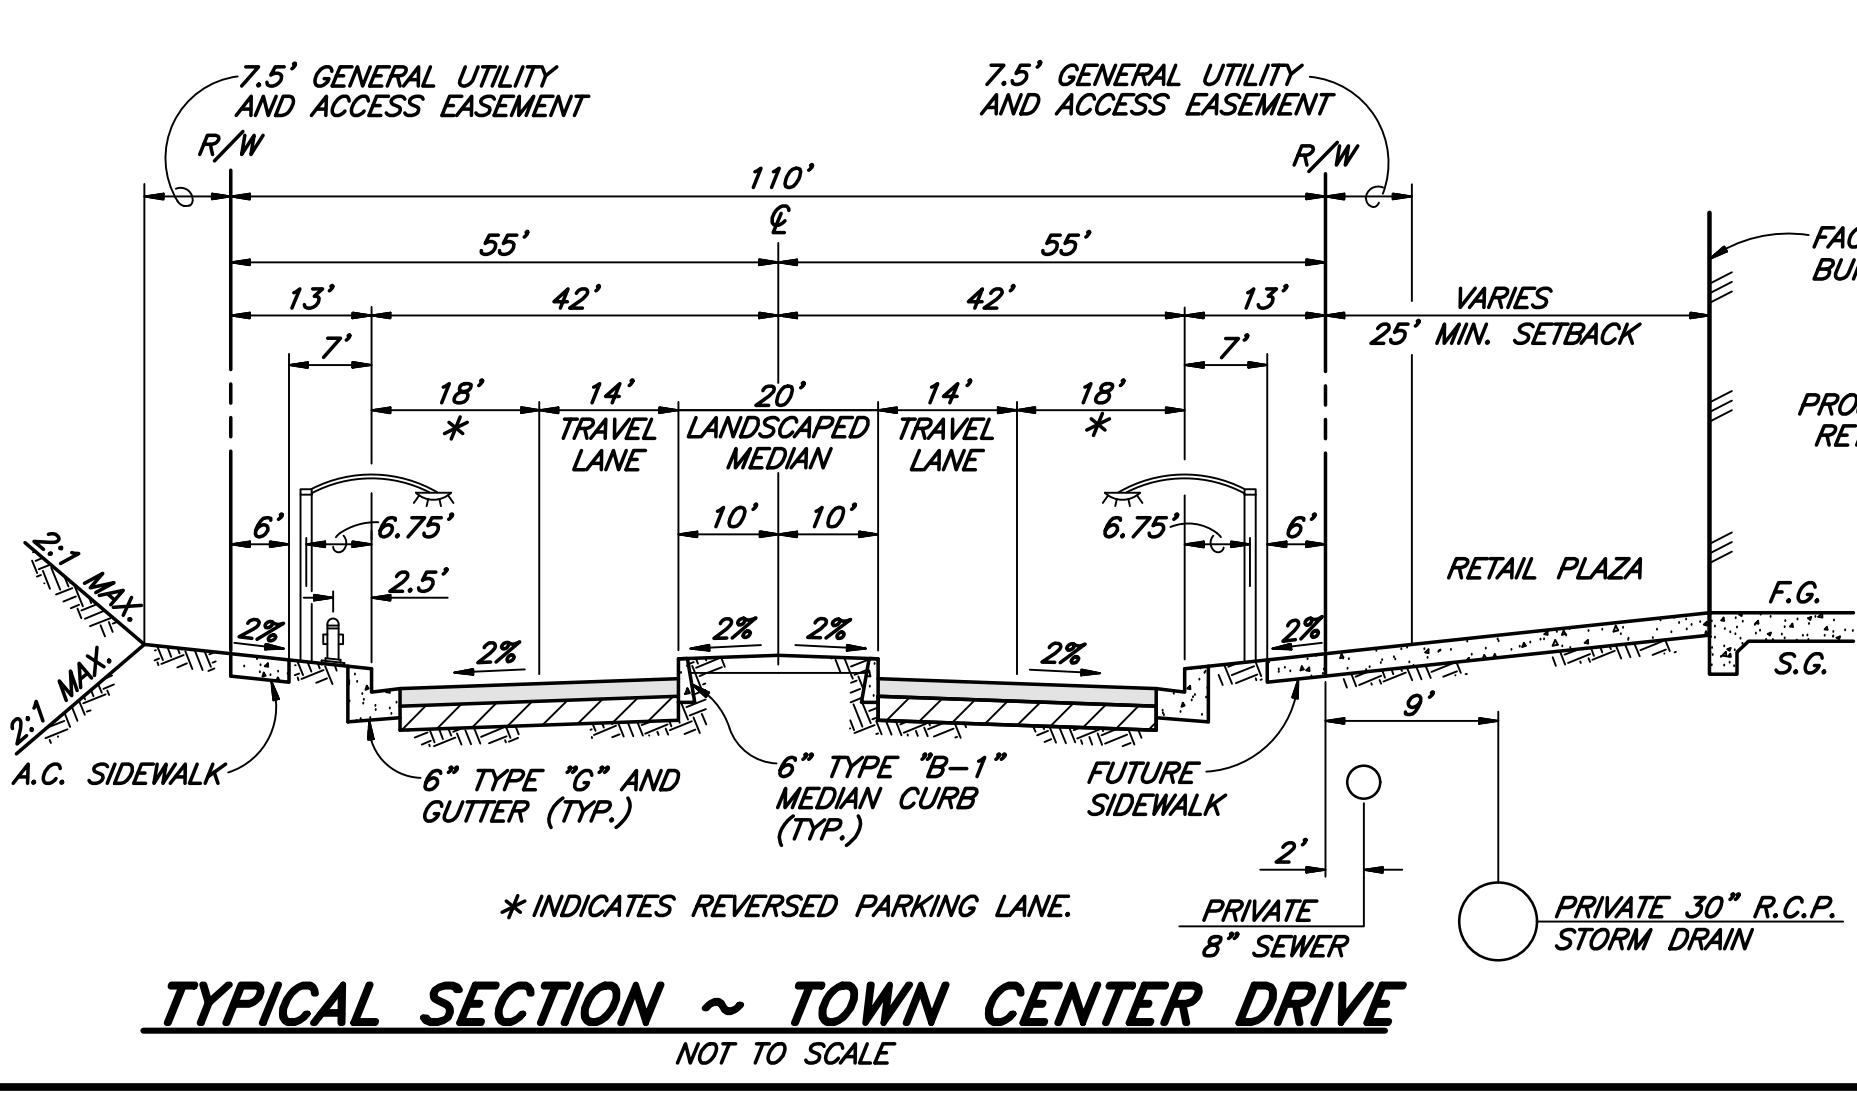 7.5' GENERAL UTILITY
AND ACCESS EASEMENT
7.5' GENERAL UTILITY
AND ACCESS EASEMENT
R/W
R/W
110'
℄
55'
55'
13'
42'
42'
13'
VARIES
25' MIN. SETBACK
7'
7'
18'
14'
20'
14'
18'
*
TRAVEL
LANE
LANDSCAPED
MEDIAN
TRAVEL
LANE
*
6'
6.75'
10'
10'
6.75'
6'
2.5'
2:1 MAX.
2:1 MAX.
RETAIL PLAZA
F.G.
S.G.
2%
2%
2%
2%
2%
2%
9'
A.C. SIDEWALK
6" TYPE "G" AND
GUTTER (TYP.)
6" TYPE "B-1"
MEDIAN CURB
(TYP.)
FUTURE
SIDEWALK
2'
* INDICATES REVERSED PARKING LANE.
PRIVATE
8" SEWER
PRIVATE 30" R.C.P.
STORM DRAIN
TYPICAL SECTION ~ TOWN CENTER DRIVE
NOT TO SCALE